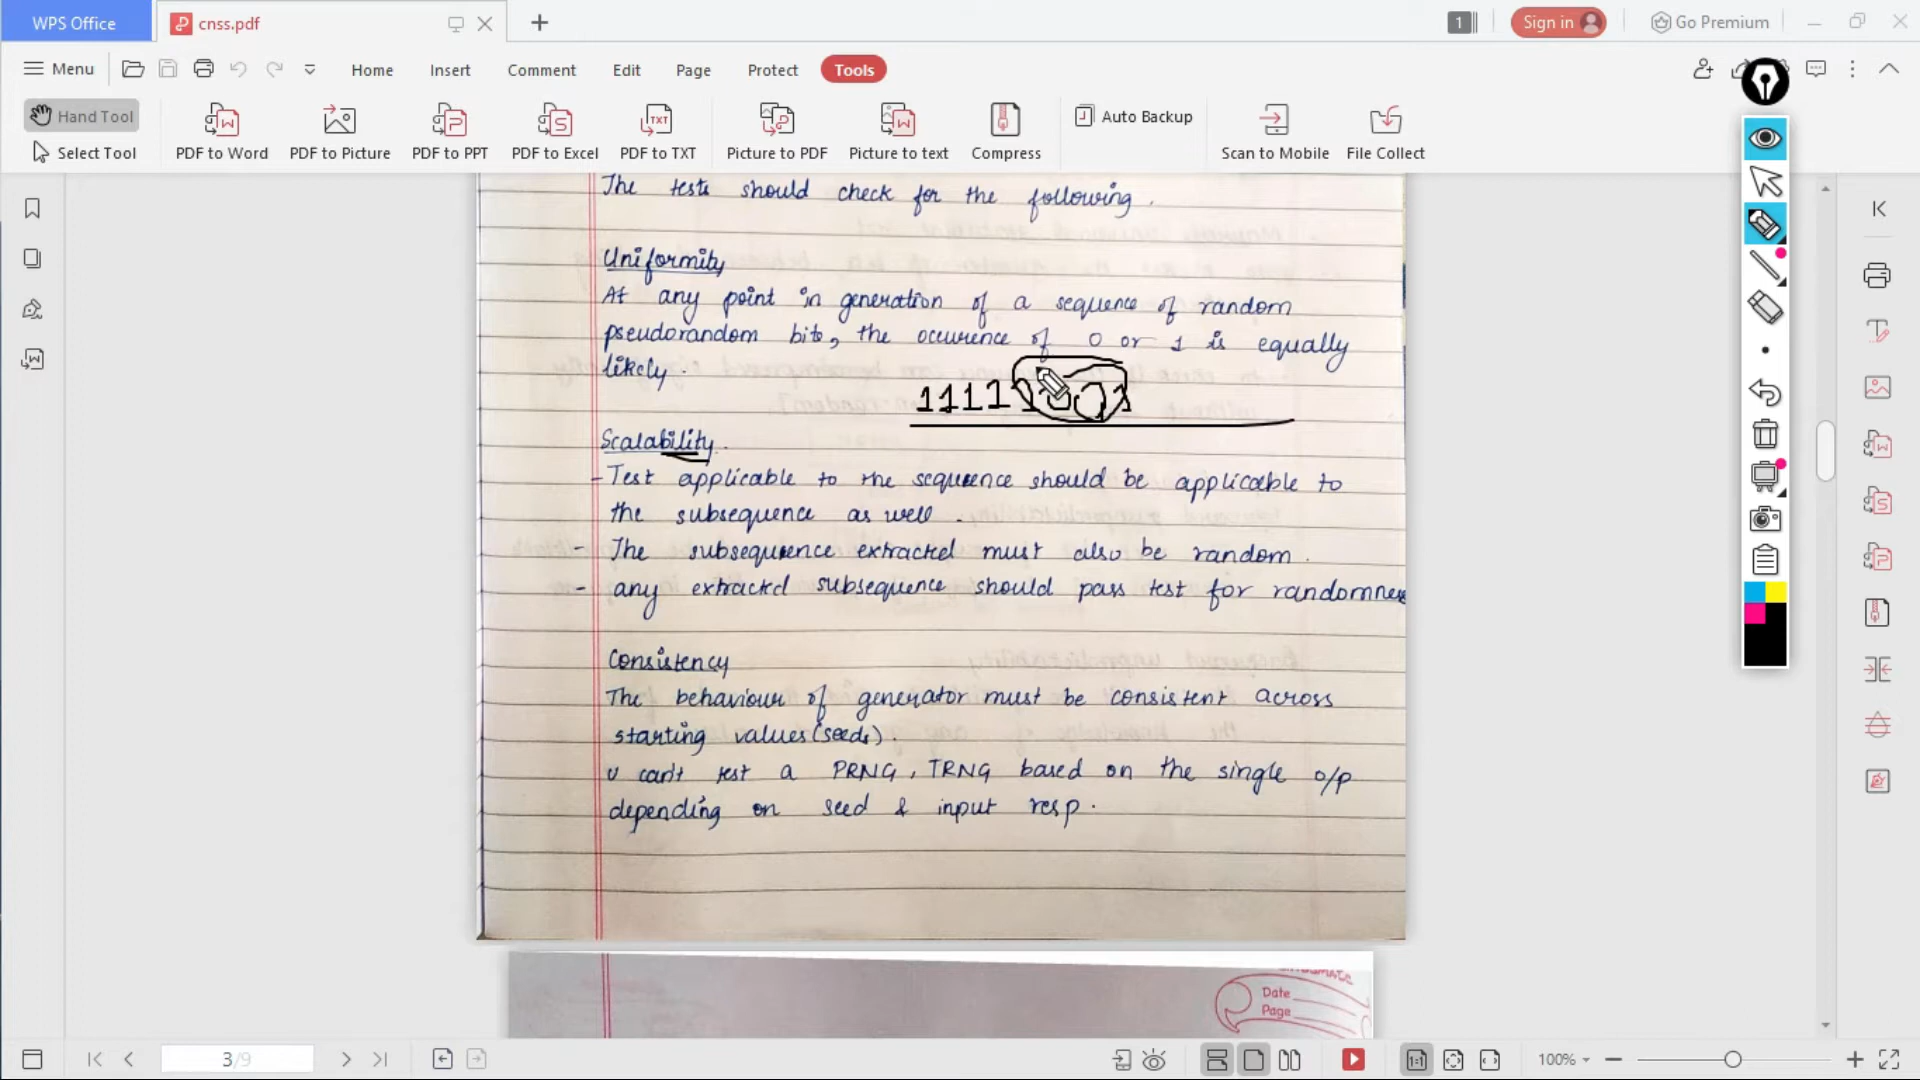 WPS Office
cnss.pdf
1
Sign in
Go Premium
Menu
Home
Insert
Comment
Edit
Page
Protect
Tools
Hand Tool
Select Tool
PDF to Word
PDF to Picture
PDF to PPT
PDF to Excel
PDF to TXT
Picture to PDF
Picture to text
Compress
Auto Backup
Scan to Mobile
File Collect
The tests should check for the following.
Uniformity
At any point in generation of a sequence of random
pseudorandom bits, the occurence of 0 or 1 is equally
likely.
1111
Scalability.
- Test applicable to the sequence should be applicable to
the subsequence as well.
- The subsequence extracted must also be random.
- any extracted subsequence should pass test for randomness
Consistency
The behaviour of generator must be consistent across
starting values (seeds).
U can't test a PRNG, TRNG based on the single o/p
depending on seed & input resp.
Date
Page
3/9
1:1
100%